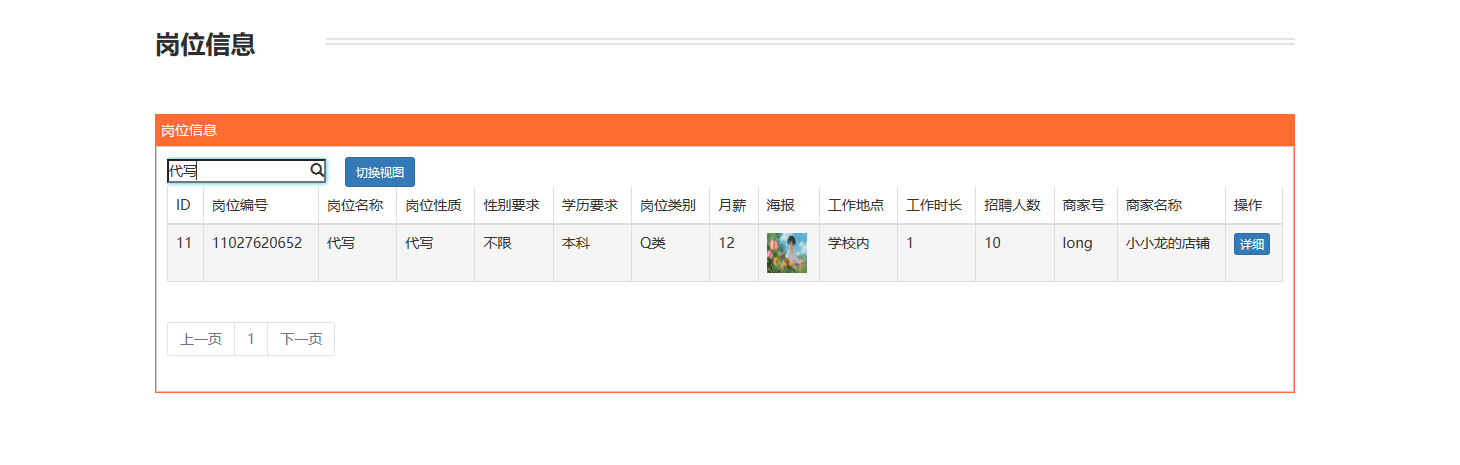 岗位信息
岗位信息
代写 切换视图
ID 岗位编号 岗位名称 岗位性质 性别要求 学历要求 岗位类别 月薪 海报 工作地点 工作时长 招聘人数 商家号 商家名称 操作
11 11027620652 代写 代写 不限 本科 Q类 12 学校内 1 10 long 小小龙的店铺 详细
上一页 1 下一页